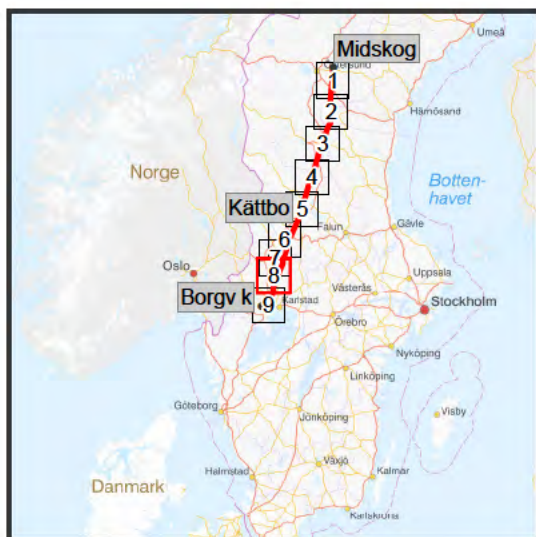 Umeå
Midskog
Östersund
1
Härnösand
2
3
Norge
4
Botten-
havet
5
Kättbo
Falun
Gävle
6
7
Oslo
8
Uppsala
Västerås
Borgv k
9
Karlstad
Stockholm
Örebro
Nyköping
Linköping
Göteborg
Jönköping
Visby
Växjö
Halmstad
Kalmar
Danmark
Karlskrona